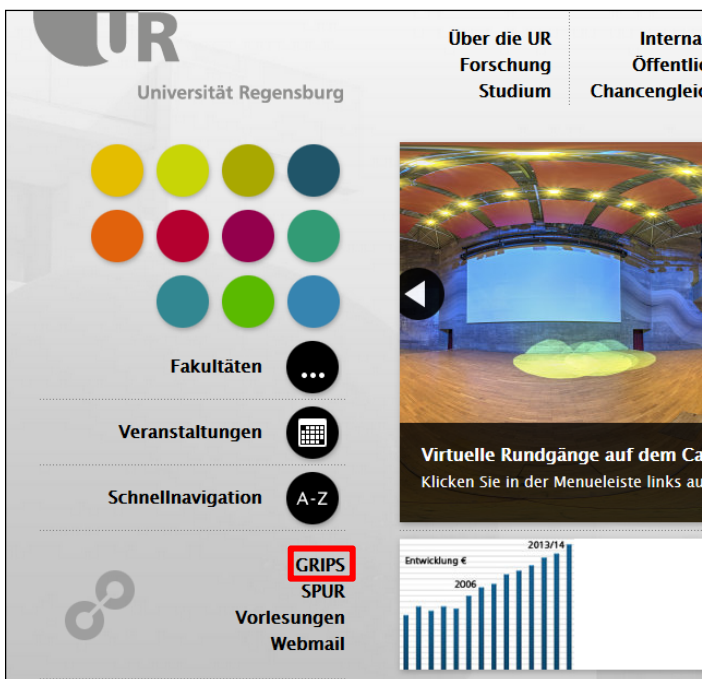 UR
Universität Regensburg
Über die UR
Forschung
Studium
Interna
Öffentlic
Chancengleic
Fakultäten
Veranstaltungen
Schnellnavigation A-Z
Virtuelle Rundgänge auf dem Ca
Klicken Sie in der Menueleiste links au
GRIPS
SPUR
Vorlesungen
Webmail
Entwicklung €
2006
2013/14